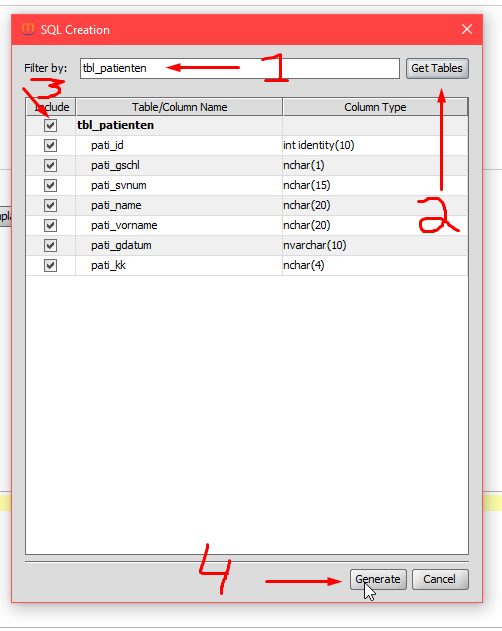 SQL Creation
Filter by: tbl_patienten 1 Get Tables
3
2
Include Table/Column Name Column Type
tbl_patienten
pati_id int identity(10)
pati_gschl nchar(1)
pati_svnum nchar(15)
pati_name nchar(20)
pati_vorname nchar(20)
pati_gdatum nvarchar(10)
pati_kk nchar(4)
4
Generate Cancel